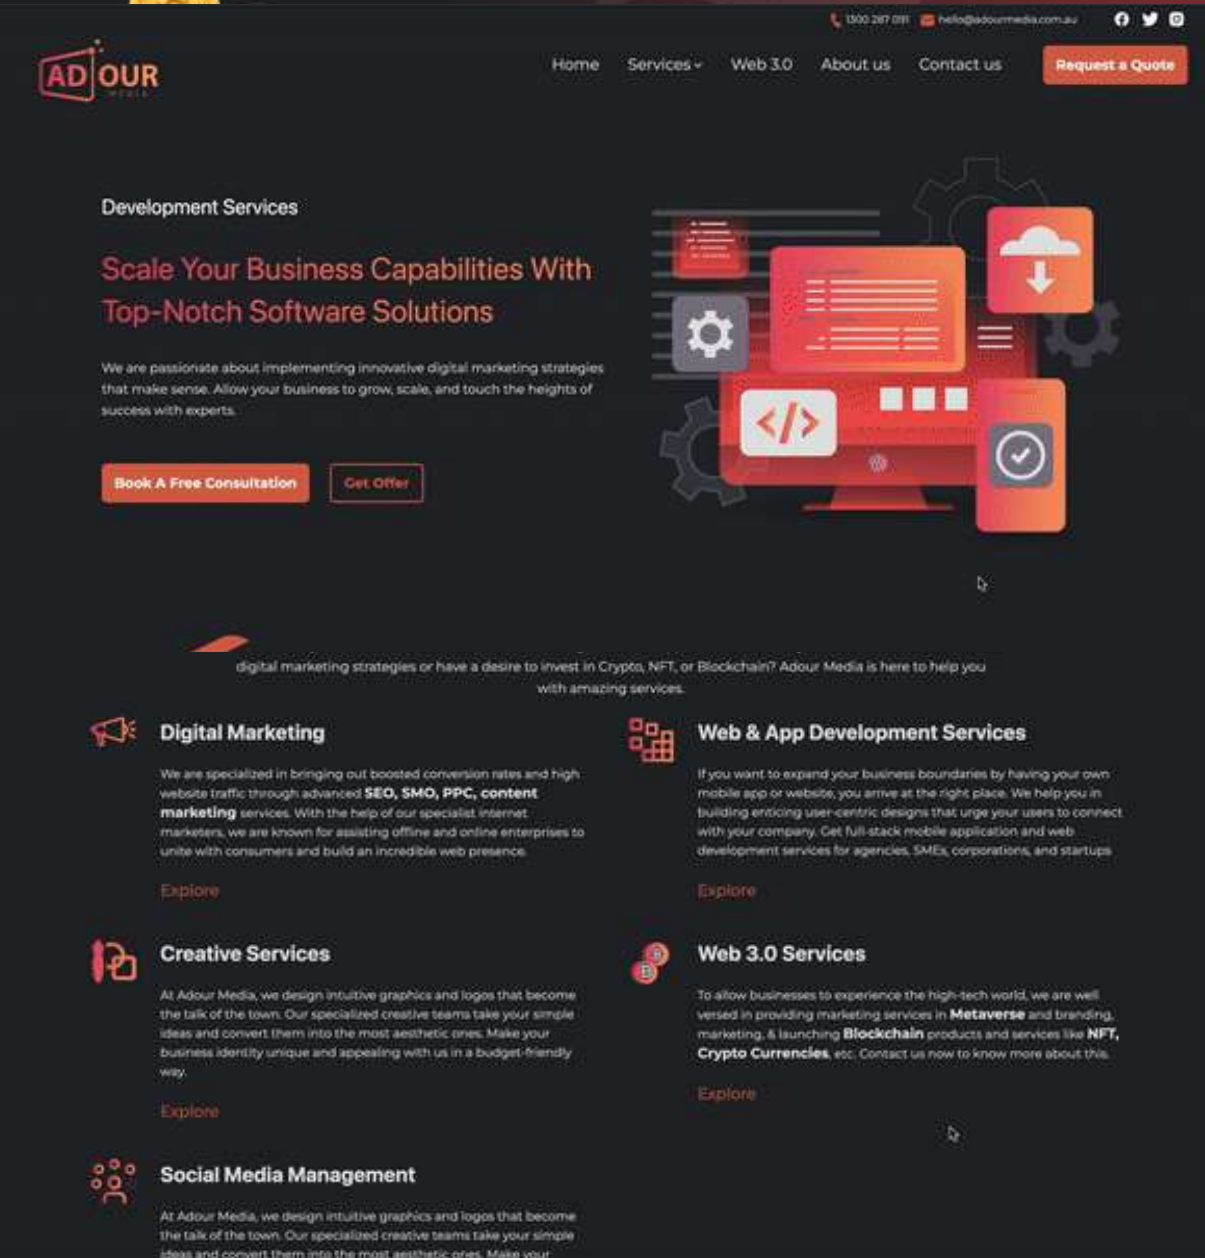 1300 287 091 hello@adourmedia.com.au
AD OUR
MEDIA
Home Services Web 3.0 About us Contact us Request a Quote
Development Services
Scale Your Business Capabilities With
Top-Notch Software Solutions
We are passionate about implementing innovative digital marketing strategies
that make sense. Allow your business to grow, scale, and touch the heights of
success with experts.
Book A Free Consultation Get Offer
</>
digital marketing strategies or have a desire to invest in Crypto, NFT, or Blockchain? Adour Media is here to help you
with amazing services.
Digital Marketing
We are specialized in bringing out boosted conversion rates and high
website traffic through advanced SEO, SMO, PPC, content
marketing services. With the help of our specialist internet
marketers, we are known for assisting offline and online enterprises to
unite with consumers and build an incredible web presence.
Explore
Web & App Development Services
If you want to expand your business boundaries by having your own
mobile app or website, you arrive at the right place. We help you in
building enticing user-centric designs that urge your users to connect
with your company. Get full-stack mobile application and web
development services for agencies, SMEs, corporations, and startups
Explore
Creative Services
At Adour Media, we design intuitive graphics and logos that become
the talk of the town. Our specialized creative teams take your simple
ideas and convert them into the most aesthetic ones. Make your
business identity unique and appealing with us in a budget-friendly
way.
Explore
Web 3.0 Services
To allow businesses to experience the high-tech world, we are well
versed in providing marketing services in Metaverse and branding,
marketing, & launching Blockchain products and services like NFT,
Crypto Currencies, etc. Contact us now to know more about this.
Explore
Social Media Management
At Adour Media, we design intuitive graphics and logos that become
the talk of the town. Our specialized creative teams take your simple
ideas and convert them into the most aesthetic ones. Make your